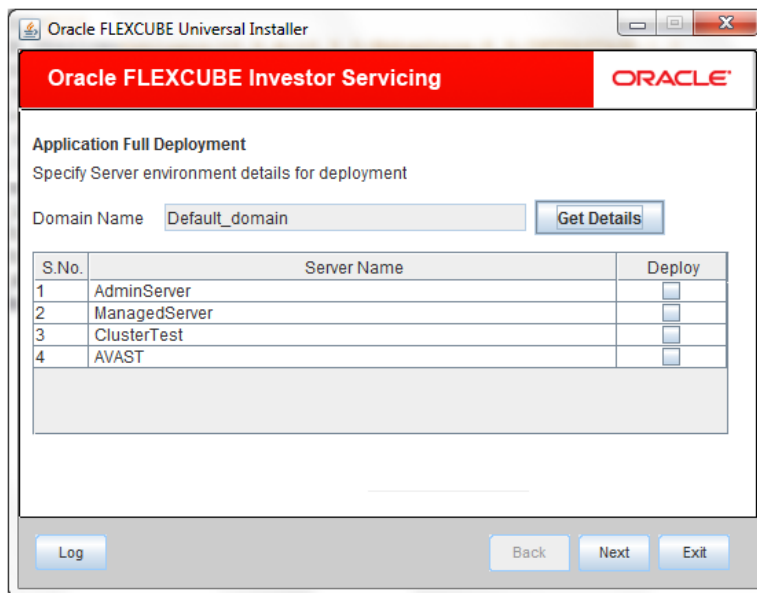 Oracle FLEXCUBE Universal Installer
Oracle FLEXCUBE Investor Servicing ORACLE
Application Full Deployment
Specify Server environment details for deployment
Domain Name Default_domain Get Details
S.No. Server Name Deploy
1 AdminServer
2 ManagedServer
3 ClusterTest
4 AVAST
Log Back Next Exit